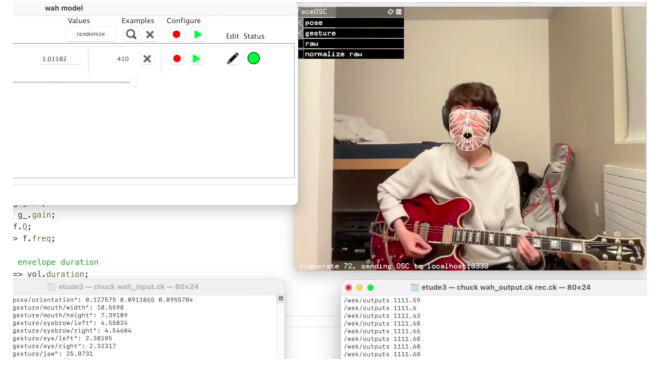 wah model
Values Examples Configure
randomize Edit Status
1.01182 410
g_.gain;
f.Q;
> f.freq;
envelope duration
=> vol.duration;
etude3 — chuck wah_input.ck — 80×24
pose/orientation": 0.127575 0.0911065 0.0955784
gesture/mouth/width": 10.5598
gesture/mouth/height": 7.39109
gesture/eyebrow/left": 4.55024
gesture/eyebrow/right": 4.54604
gesture/eye/left": 2.30195
gesture/eye/right": 2.32317
gesture/jaw": 25.0731
FaceOSC
pose
gesture
raw
normalize raw
Framerate 72, sending OSC to localhost:8338
etude3 — chuck wah_output.ck rec.ck — 80×24
/wek/outputs 1111.59
/wek/outputs 1111.6
/wek/outputs 1111.63
/wek/outputs 1111.68
/wek/outputs 1111.66
/wek/outputs 1111.68
/wek/outputs 1111.68
/wek/outputs 1111.68